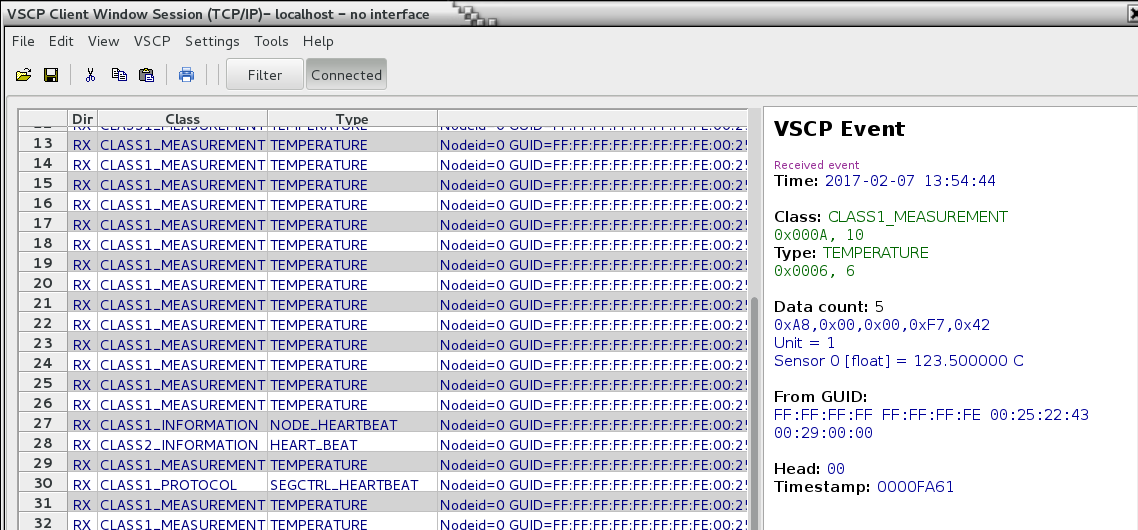 VSCP Client Window Session (TCP/IP)– localhost – no interface
File Edit View VSCP Settings Tools Help
Filter Connected
Dir Class Type
RX CLASS1_MEASUREMENT TEMPERATURE Nodeid=0 GUID=FF:FF:FF:FF:FF:FF:FF:FE:00:2
13 RX CLASS1_MEASUREMENT TEMPERATURE Nodeid=0 GUID=FF:FF:FF:FF:FF:FF:FF:FE:00:2
14 RX CLASS1_MEASUREMENT TEMPERATURE Nodeid=0 GUID=FF:FF:FF:FF:FF:FF:FF:FE:00:2
15 RX CLASS1_MEASUREMENT TEMPERATURE Nodeid=0 GUID=FF:FF:FF:FF:FF:FF:FF:FE:00:2
16 RX CLASS1_MEASUREMENT TEMPERATURE Nodeid=0 GUID=FF:FF:FF:FF:FF:FF:FF:FE:00:2
17 RX CLASS1_MEASUREMENT TEMPERATURE Nodeid=0 GUID=FF:FF:FF:FF:FF:FF:FF:FE:00:2
18 RX CLASS1_MEASUREMENT TEMPERATURE Nodeid=0 GUID=FF:FF:FF:FF:FF:FF:FF:FE:00:2
19 RX CLASS1_MEASUREMENT TEMPERATURE Nodeid=0 GUID=FF:FF:FF:FF:FF:FF:FF:FE:00:2
20 RX CLASS1_MEASUREMENT TEMPERATURE Nodeid=0 GUID=FF:FF:FF:FF:FF:FF:FF:FE:00:2
21 RX CLASS1_MEASUREMENT TEMPERATURE Nodeid=0 GUID=FF:FF:FF:FF:FF:FF:FF:FE:00:2
22 RX CLASS1_MEASUREMENT TEMPERATURE Nodeid=0 GUID=FF:FF:FF:FF:FF:FF:FF:FE:00:2
23 RX CLASS1_MEASUREMENT TEMPERATURE Nodeid=0 GUID=FF:FF:FF:FF:FF:FF:FF:FE:00:2
24 RX CLASS1_MEASUREMENT TEMPERATURE Nodeid=0 GUID=FF:FF:FF:FF:FF:FF:FF:FE:00:2
25 RX CLASS1_MEASUREMENT TEMPERATURE Nodeid=0 GUID=FF:FF:FF:FF:FF:FF:FF:FE:00:2
26 RX CLASS1_MEASUREMENT TEMPERATURE Nodeid=0 GUID=FF:FF:FF:FF:FF:FF:FF:FE:00:2
27 RX CLASS1_INFORMATION NODE_HEARTBEAT Nodeid=0 GUID=FF:FF:FF:FF:FF:FF:FF:FE:00:2
28 RX CLASS2_INFORMATION HEART_BEAT Nodeid=0 GUID=FF:FF:FF:FF:FF:FF:FF:FE:00:2
29 RX CLASS1_MEASUREMENT TEMPERATURE Nodeid=0 GUID=FF:FF:FF:FF:FF:FF:FF:FE:00:2
30 RX CLASS1_PROTOCOL SEGCTRL_HEARTBEAT Nodeid=0 GUID=FF:FF:FF:FF:FF:FF:FF:FE:00:2
31 RX CLASS1_MEASUREMENT TEMPERATURE Nodeid=0 GUID=FF:FF:FF:FF:FF:FF:FF:FE:00:2
32 RX CLASS1_MEASUREMENT TEMPERATURE Nodeid=0 GUID=FF:FF:FF:FF:FF:FF:FF:FE:00:2
VSCP Event
Received event
Time: 2017-02-07 13:54:44
Class: CLASS1_MEASUREMENT
0x000A, 10
Type: TEMPERATURE
0x0006, 6
Data count: 5
0xA8,0x00,0x00,0xF7,0x42
Unit = 1
Sensor 0 [float] = 123.500000 C
From GUID:
FF:FF:FF:FF FF:FF:FF:FE 00:25:22:43
00:29:00:00
Head: 00
Timestamp: 0000FA61